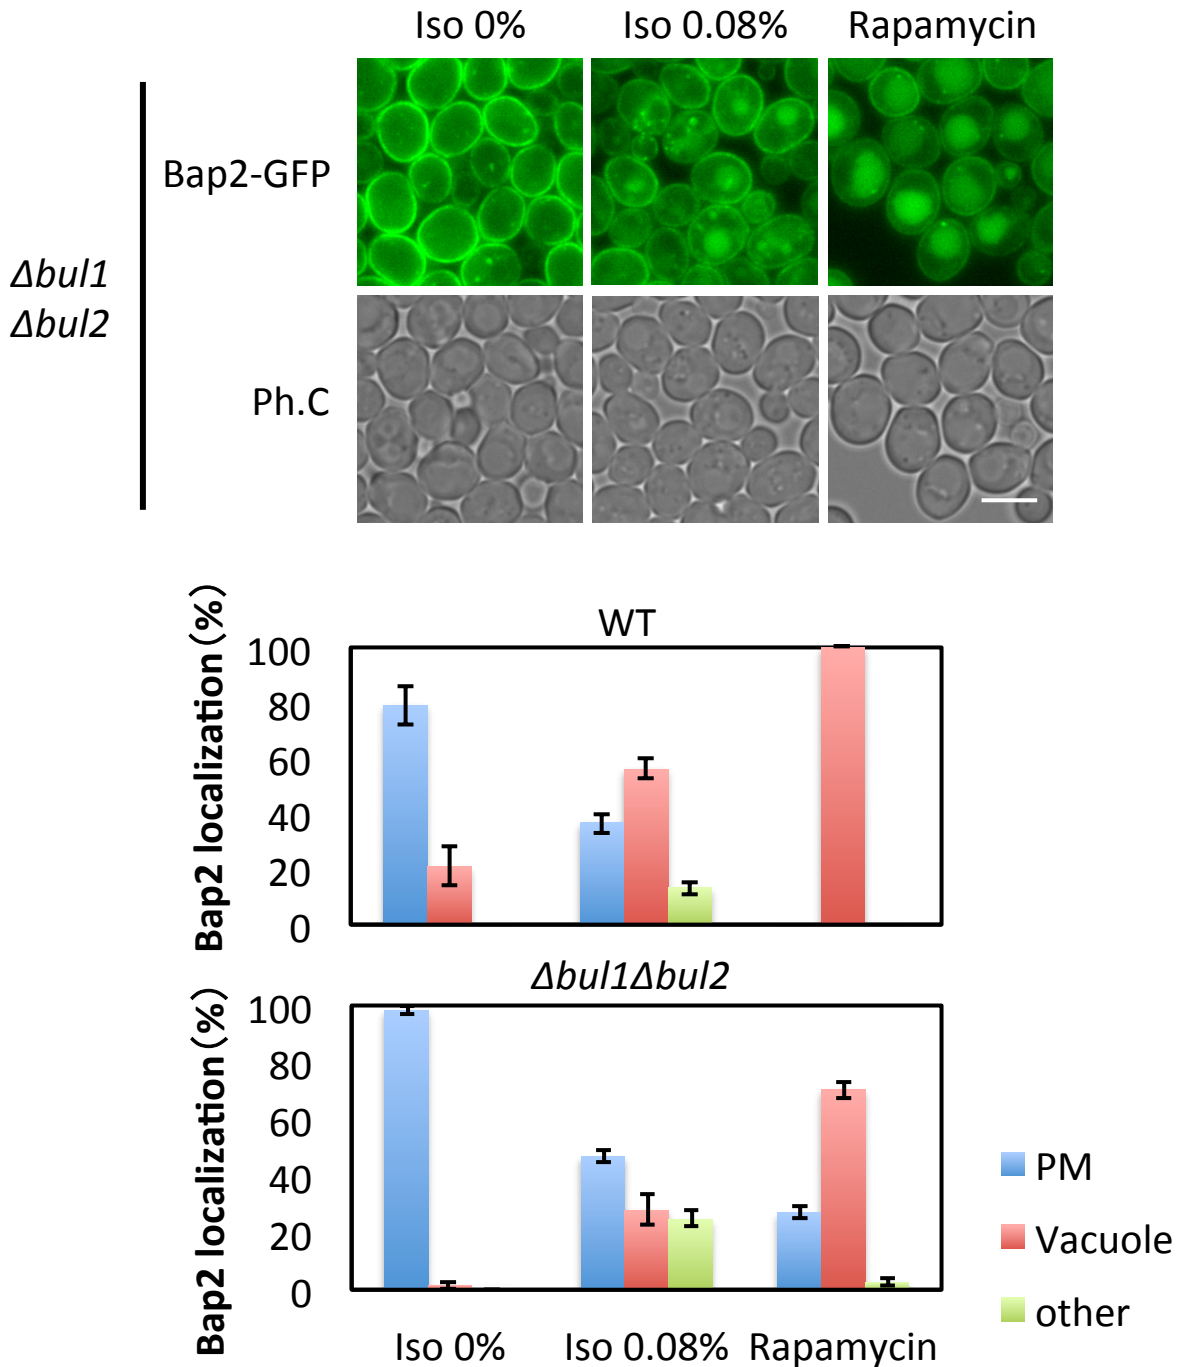 Iso 0% Iso 0.08% Rapamycin
Bap2-GFP
Δbul1
Δbul2
Ph.C
WT
Bap2 localization(%)
100
80
60
40
20
0
Δbul1Δbul2
Bap2 localization(%)
100
80
60
40
20
0
Iso 0% Iso 0.08% Rapamycin
PM
Vacuole
other